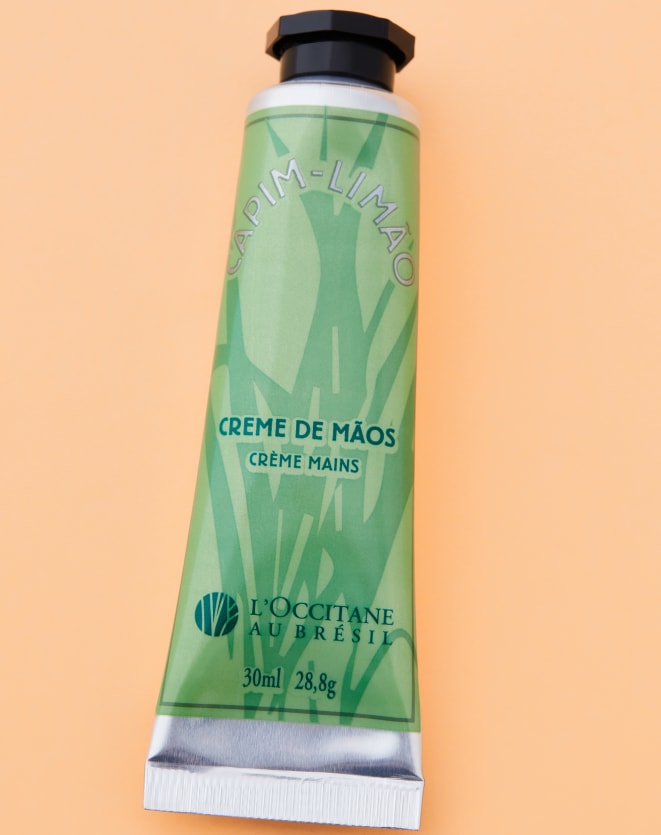 CAPIM-LIMÃO
CREME DE MÃOS
CRÈME MAINS
L'OCCITANE
AU BRÉSIL
30ml 28,8g